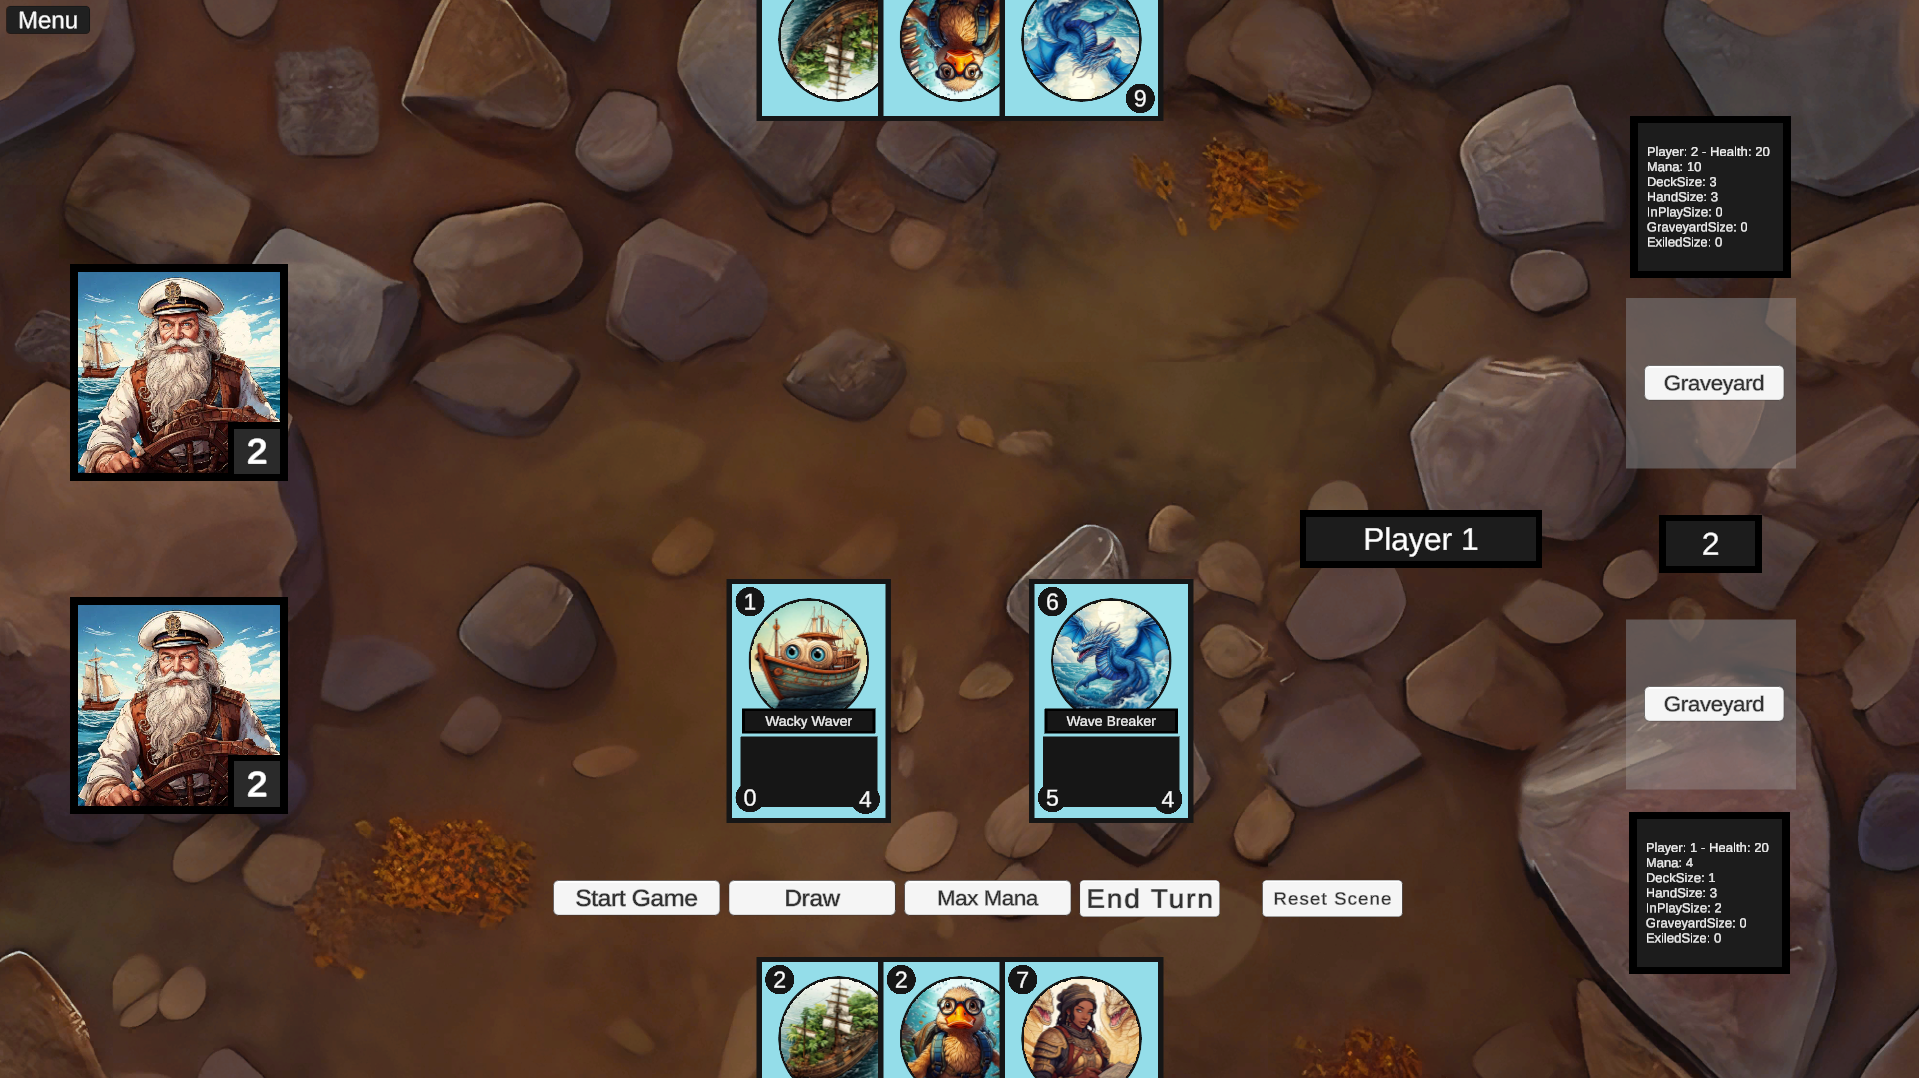 Menu
9
Player: 2 - Health: 20
Mana: 10
DeckSize: 3
HandSize: 3
InPlaySize: 0
GraveyardSize: 0
ExiledSize: 0
Graveyard
2
Player 1
2
1
6
Wacky Waver
Wave Breaker
0
4
5
4
2
Graveyard
Player: 1 - Health: 20
Mana: 4
DeckSize: 1
HandSize: 3
InPlaySize: 2
GraveyardSize: 0
ExiledSize: 0
Start Game
Draw
Max Mana
End Turn
Reset Scene
2
2
7